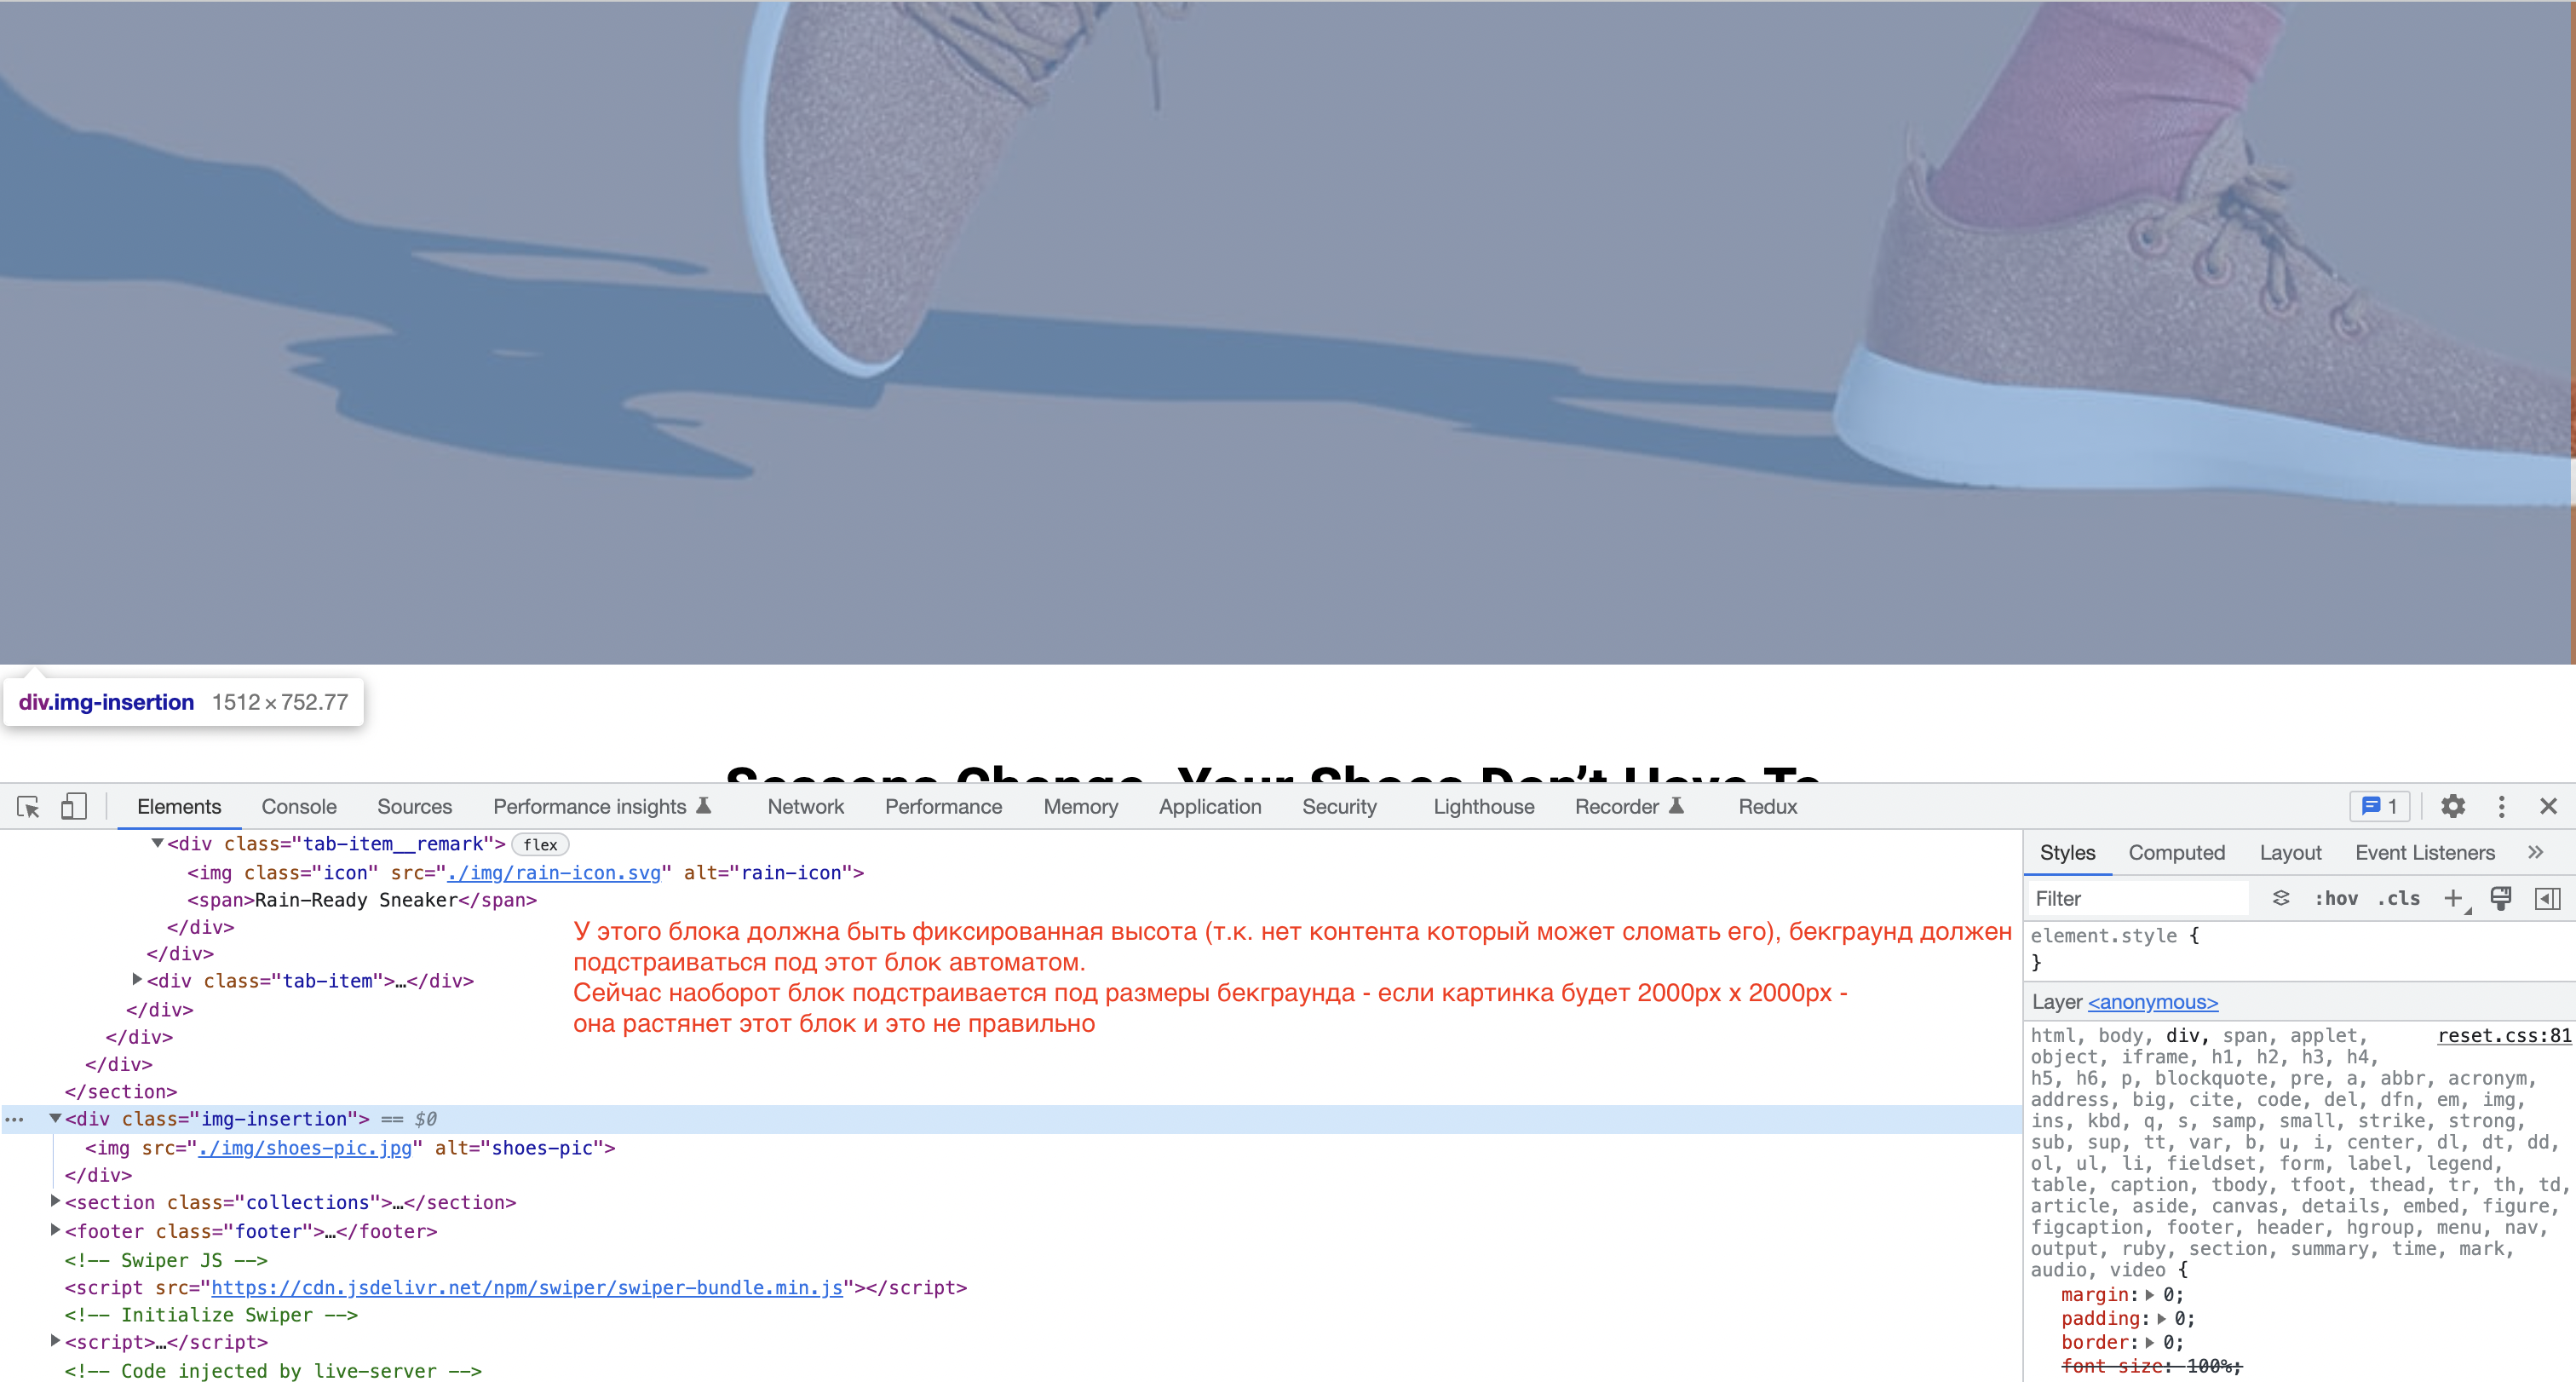 div.img-insertion 1512 × 752.77
Seasons Change. Your Shoes Don’t Have To
Elements Console Sources Performance insights Network Performance Memory Application Security Lighthouse Recorder Redux 1
<div class="tab-item__remark"> flex
<img class="icon" src="./img/rain-icon.svg" alt="rain-icon">
<span>Rain-Ready Sneaker</span>
</div>
</div>
<div class="tab-item">…</div>
</div>
</div>
</div>
</section>
<div class="img-insertion"> == $0
<img src="./img/shoes-pic.jpg" alt="shoes-pic">
</div>
<section class="collections">…</section>
<footer class="footer">…</footer>
<!-- Swiper JS -->
<script src="https://cdn.jsdelivr.net/npm/swiper/swiper-bundle.min.js"></script>
<!-- Initialize Swiper -->
<script>…</script>
<!-- Code injected by live-server -->
У этого блока должна быть фиксированная высота (т.к. нет контента который может сломать его), бекграунд должен
подстраиваться под этот блок автоматом.
Сейчас наоборот блок подстраивается под размеры бекграунда - если картинка будет 2000px x 2000px -
она растянет этот блок и это не правильно
Styles Computed Layout Event Listeners »
Filter :hov .cls +
element.style {
}
Layer <anonymous>
html, body, div, span, applet, reset.css:81
object, iframe, h1, h2, h3, h4,
h5, h6, p, blockquote, pre, a, abbr, acronym,
address, big, cite, code, del, dfn, em, img,
ins, kbd, q, s, samp, small, strike, strong,
sub, sup, tt, var, b, u, i, center, dl, dt, dd,
ol, ul, li, fieldset, form, label, legend,
table, caption, tbody, tfoot, thead, tr, th, td,
article, aside, canvas, details, embed, figure,
figcaption, footer, header, hgroup, menu, nav,
output, ruby, section, summary, time, mark,
audio, video {
margin: 0;
padding: 0;
border: 0;
font-size: 100%;